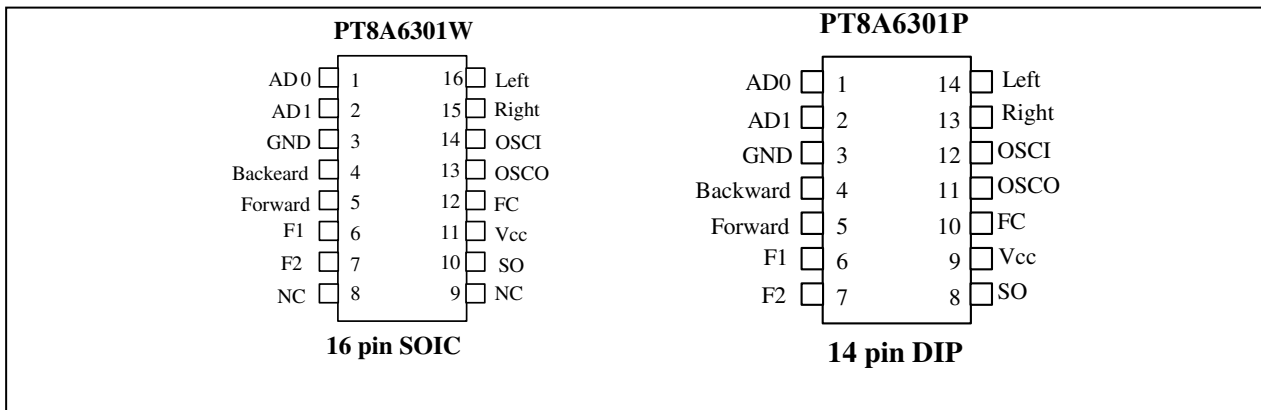 PT8A6301W
AD0 1 16 Left
AD1 2 15 Right
GND 3 14 OSCI
Backeard 4 13 OSCO
Forward 5 12 FC
F1 6 11 Vcc
F2 7 10 SO
NC 8 9 NC
16 pin SOIC
PT8A6301P
AD0 1 14 Left
AD1 2 13 Right
GND 3 12 OSCI
Backward 4 11 OSCO
Forward 5 10 FC
F1 6 9 Vcc
F2 7 8 SO
14 pin DIP